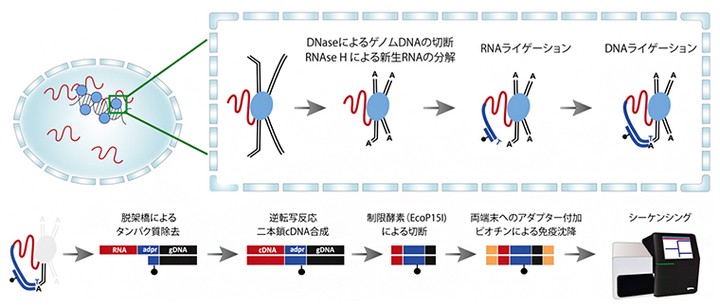 DNaseによるゲノムDNAの切断
RNAse H による新生RNAの分解
RNAライゲーション
DNAライゲーション
A A
A A
A A
A A
T
A A
A A
T
脱架橋による
タンパク質除去
逆転写反応
二本鎖cDNA合成
制限酵素(EcoP15I)
による切断
両端末へのアダプター付加
ビオチンによる免疫沈降
シーケンシング
RNA adpr gDNA
cDNA adpr gDNA
T
A